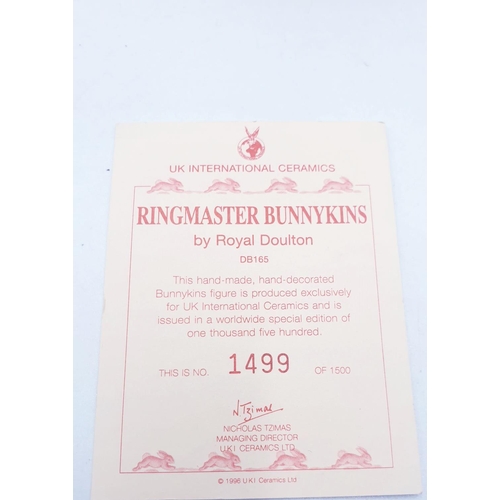 UK INTERNATIONAL CERAMICS
RINGMASTER BUNNYKINS
by Royal Doulton
DB165
This hand-made, hand-decorated
Bunnykins figure is produced exclusively
for UK International Ceramics and is
issued in a worldwide special edition of
one thousand five hundred.
THIS IS NO. 1499 OF 1500
N Tzimas
NICHOLAS TZIMAS
MANAGING DIRECTOR
U.K.I. CERAMICS LTD.
© 1996 U.K.I Ceramics Ltd